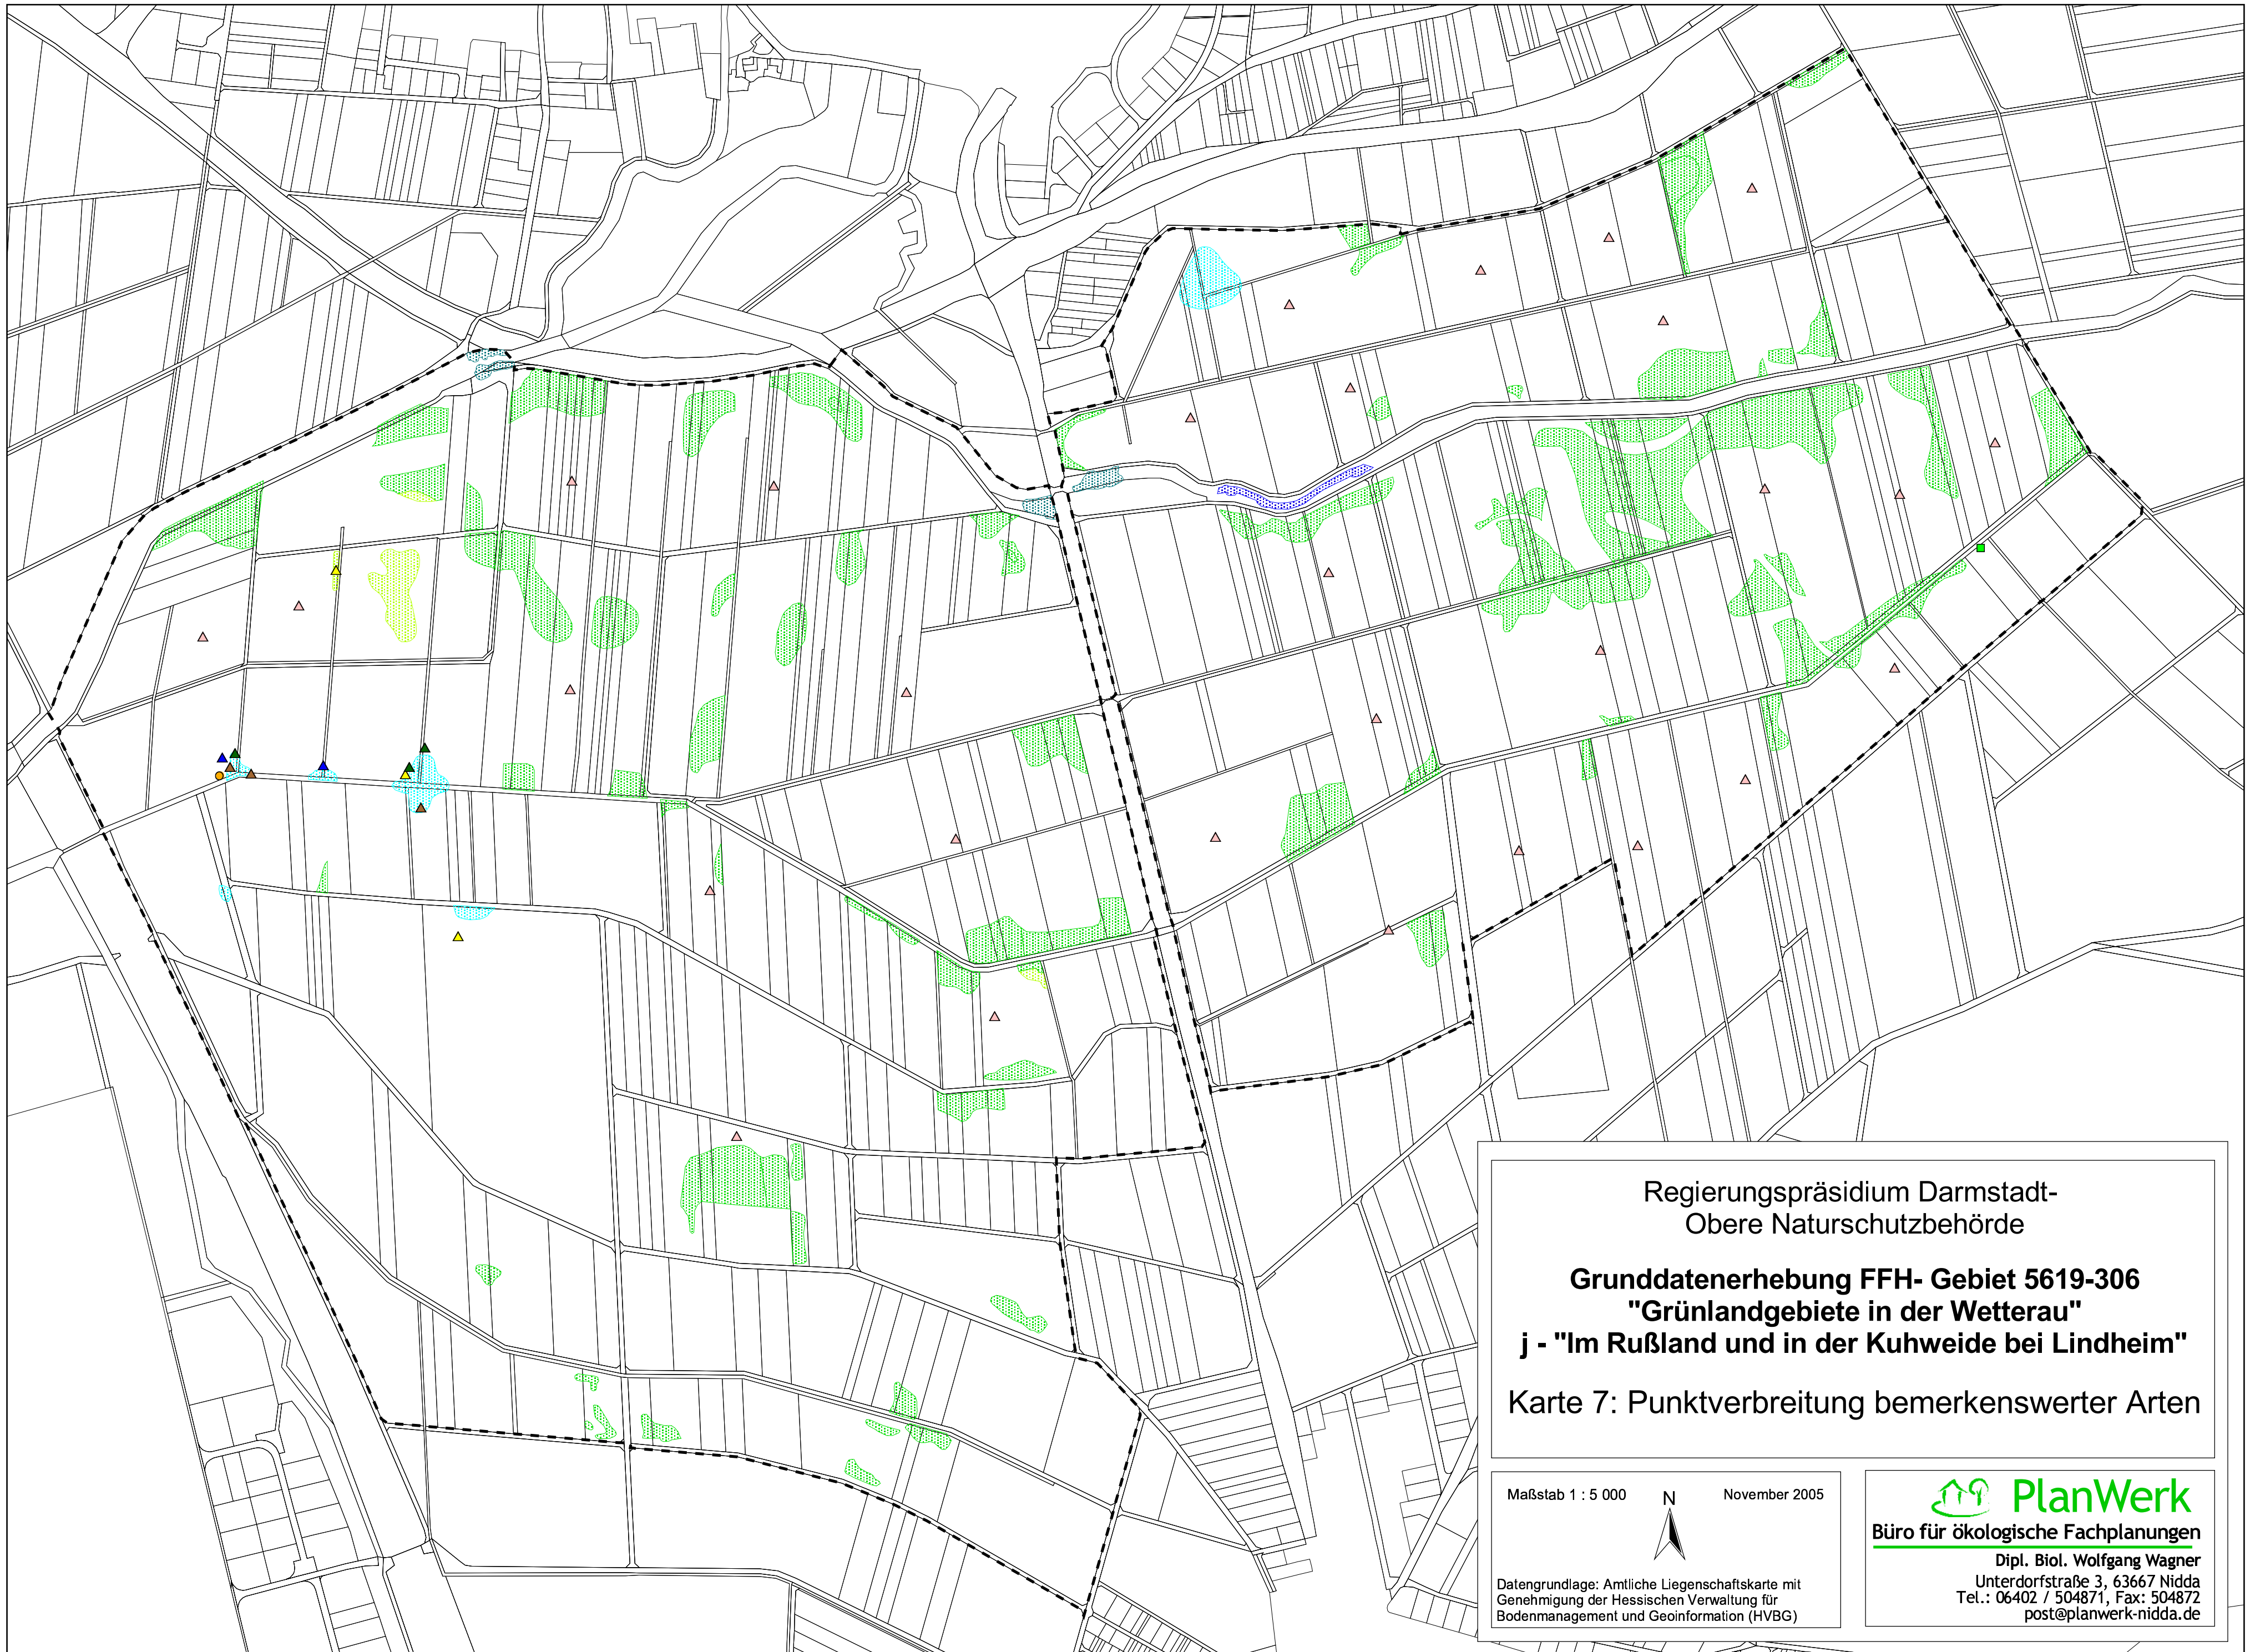 Regierungspräsidium Darmstadt-
Obere Naturschutzbehörde
Grunddatenerhebung FFH- Gebiet 5619-306
"Grünlandgebiete in der Wetterau"
j - "Im Rußland und in der Kuhweide bei Lindheim"
Karte 7: Punktverbreitung bemerkenswerter Arten
Maßstab 1 : 5 000
N
November 2005
Datengrundlage: Amtliche Liegenschaftskarte mit
Genehmigung der Hessischen Verwaltung für
Bodenmanagement und Geoinformation (HVBG)
PlanWerk
Büro für ökologische Fachplanungen
Dipl. Biol. Wolfgang Wagner
Unterdorfstraße 3, 63667 Nidda
Tel.: 06402 / 504871, Fax: 504872
post@planwerk-nidda.de